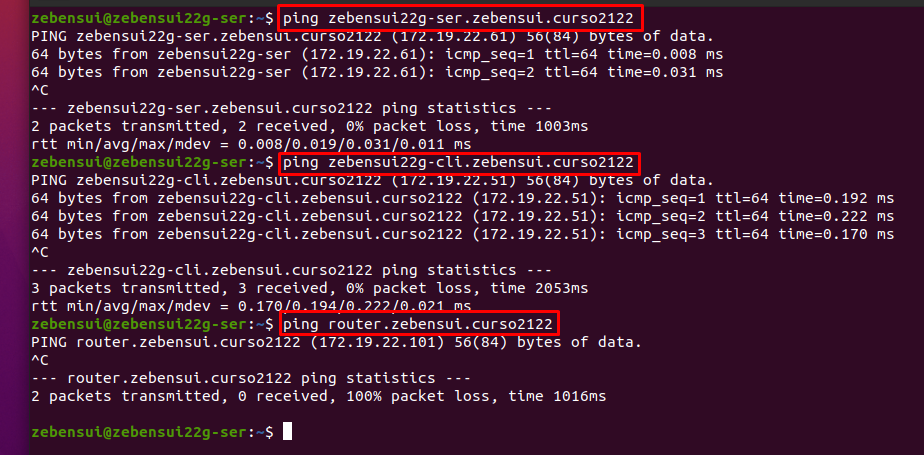 zebensui@zebensui22g-ser:~$ ping zebensui22g-ser.zebensui.curso2122
PING zebensui22g-ser.zebensui.curso2122 (172.19.22.61) 56(84) bytes of data.
64 bytes from zebensui22g-ser (172.19.22.61): icmp_seq=1 ttl=64 time=0.008 ms
64 bytes from zebensui22g-ser (172.19.22.61): icmp_seq=2 ttl=64 time=0.031 ms
^C
--- zebensui22g-ser.zebensui.curso2122 ping statistics ---
2 packets transmitted, 2 received, 0% packet loss, time 1003ms
rtt min/avg/max/mdev = 0.008/0.019/0.031/0.011 ms
zebensui@zebensui22g-ser:~$ ping zebensui22g-cli.zebensui.curso2122
PING zebensui22g-cli.zebensui.curso2122 (172.19.22.51) 56(84) bytes of data.
64 bytes from zebensui22g-cli.zebensui.curso2122 (172.19.22.51): icmp_seq=1 ttl=64 time=0.192 ms
64 bytes from zebensui22g-cli.zebensui.curso2122 (172.19.22.51): icmp_seq=2 ttl=64 time=0.222 ms
64 bytes from zebensui22g-cli.zebensui.curso2122 (172.19.22.51): icmp_seq=3 ttl=64 time=0.170 ms
^C
--- zebensui22g-cli.zebensui.curso2122 ping statistics ---
3 packets transmitted, 3 received, 0% packet loss, time 2053ms
rtt min/avg/max/mdev = 0.170/0.194/0.222/0.021 ms
zebensui@zebensui22g-ser:~$ ping router.zebensui.curso2122
PING router.zebensui.curso2122 (172.19.22.101) 56(84) bytes of data.
^C
--- router.zebensui.curso2122 ping statistics ---
2 packets transmitted, 0 received, 100% packet loss, time 1016ms
zebensui@zebensui22g-ser:~$